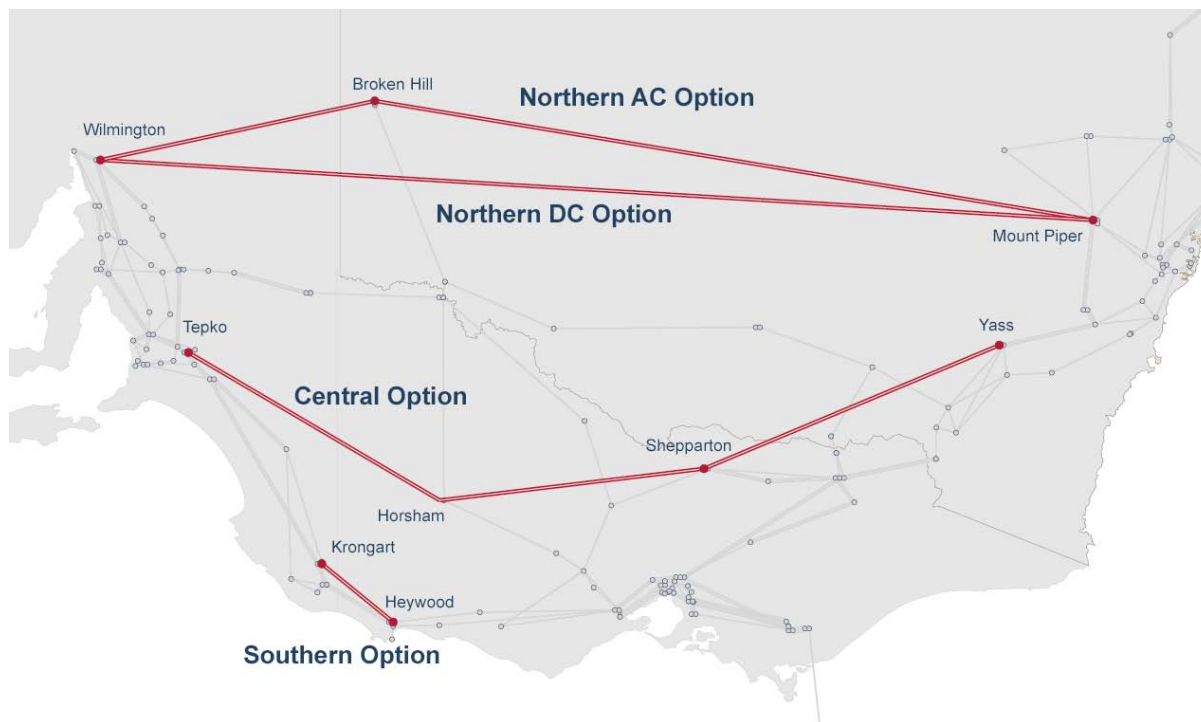 Broken Hill
Northern AC Option
Wilmington
Northern DC Option
Mount Piper
Tepko
Yass
Central Option
Shepparton
Horsham
Krongart
Heywood
Southern Option